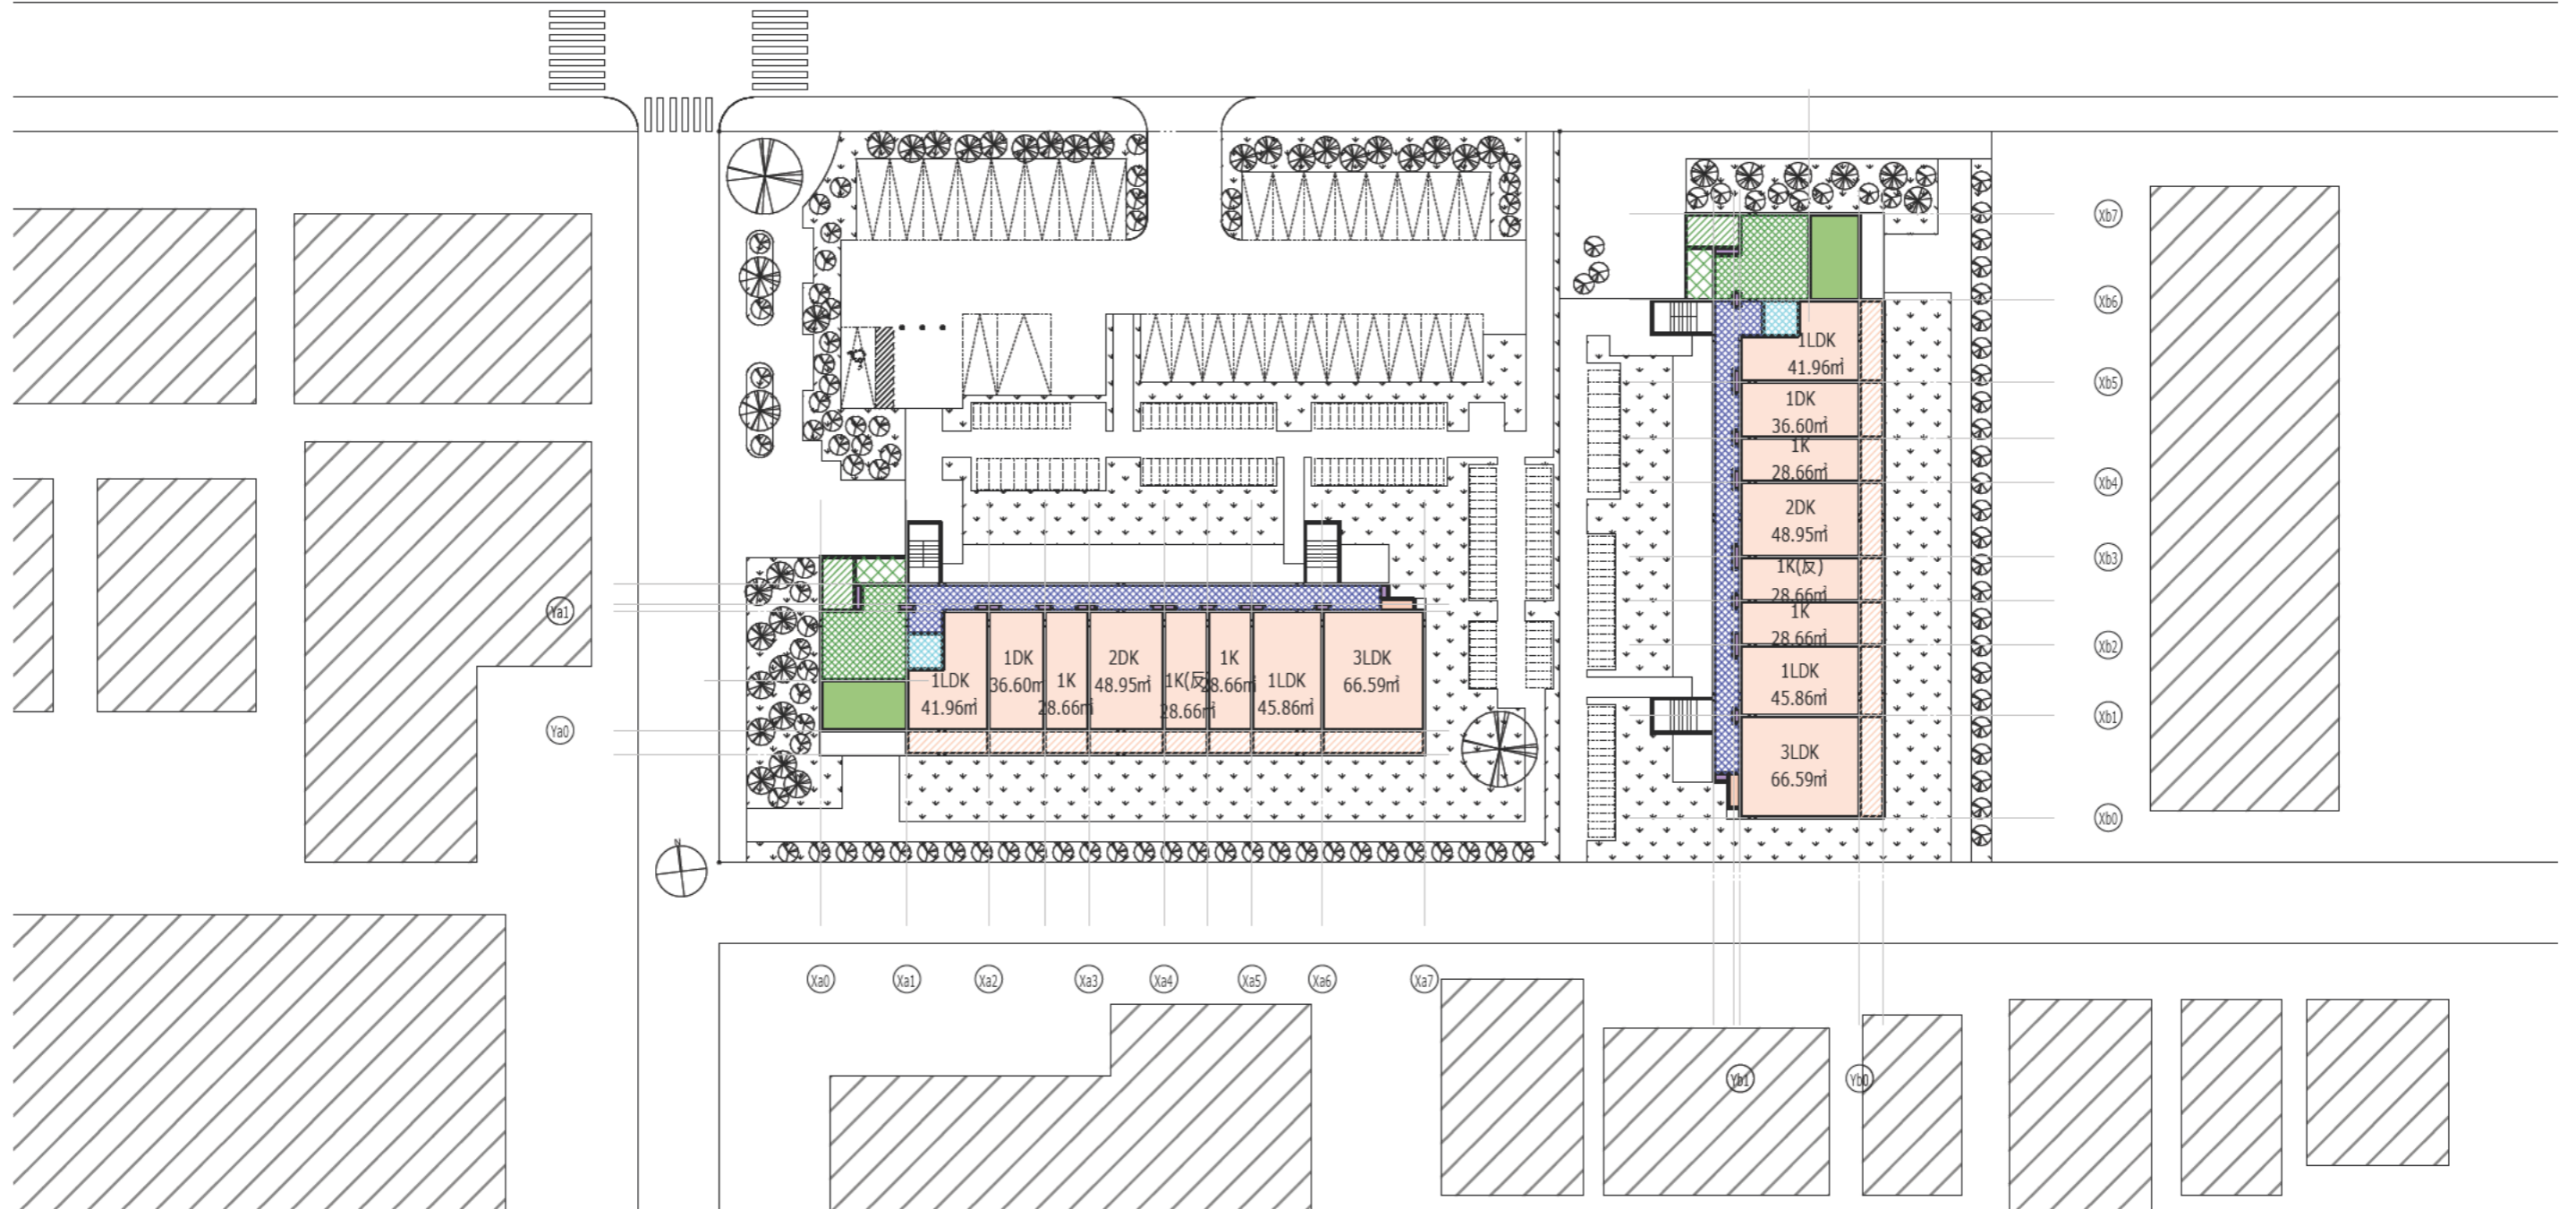 Xb7
Xb6
1LDK
41.96㎡
Xb5
1DK
36.60㎡
1K
28.66㎡
Xb4
2DK
48.95㎡
Xb3
1K(反)
28.66㎡
1K
28.66㎡
Xb2
1LDK
45.86㎡
Xb1
3LDK
66.59㎡
Xb0
Ya1
Ya0
1LDK
41.96㎡
1DK
36.60㎡
1K
28.66㎡
2DK
48.95㎡
1K(反)
28.66㎡
1K
28.66㎡
1LDK
45.86㎡
3LDK
66.59㎡
N
Xa0
Xa1
Xa2
Xa3
Xa4
Xa5
Xa6
Xa7
Yb1
Yb0